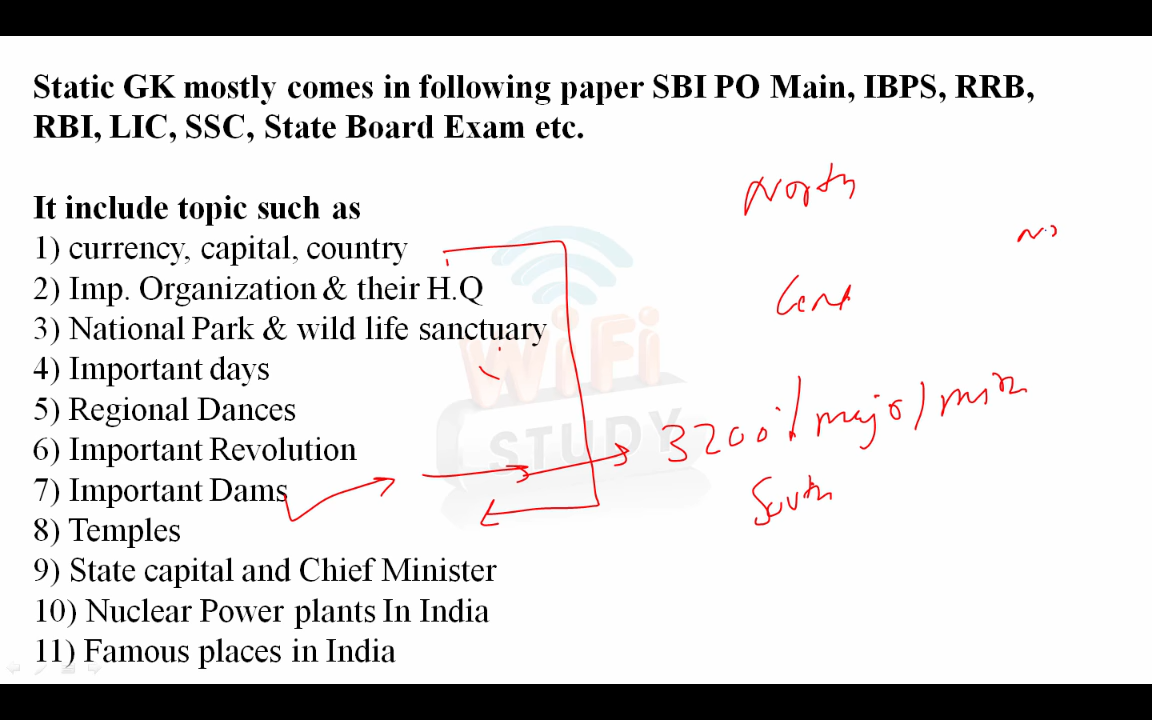 Static GK mostly comes in following paper SBI PO Main, IBPS, RRB,
RBI, LIC, SSC, State Board Exam etc.
It include topic such as
1) currency, capital, country
2) Imp. Organization & their H.Q
3) National Park & wild life sanctuary
4) Important days
5) Regional Dances
6) Important Revolution
7) Important Dams
8) Temples
9) State capital and Chief Minister
10) Nuclear Power plants In India
11) Famous places in India
North
3200
South
WiFi
STUDY